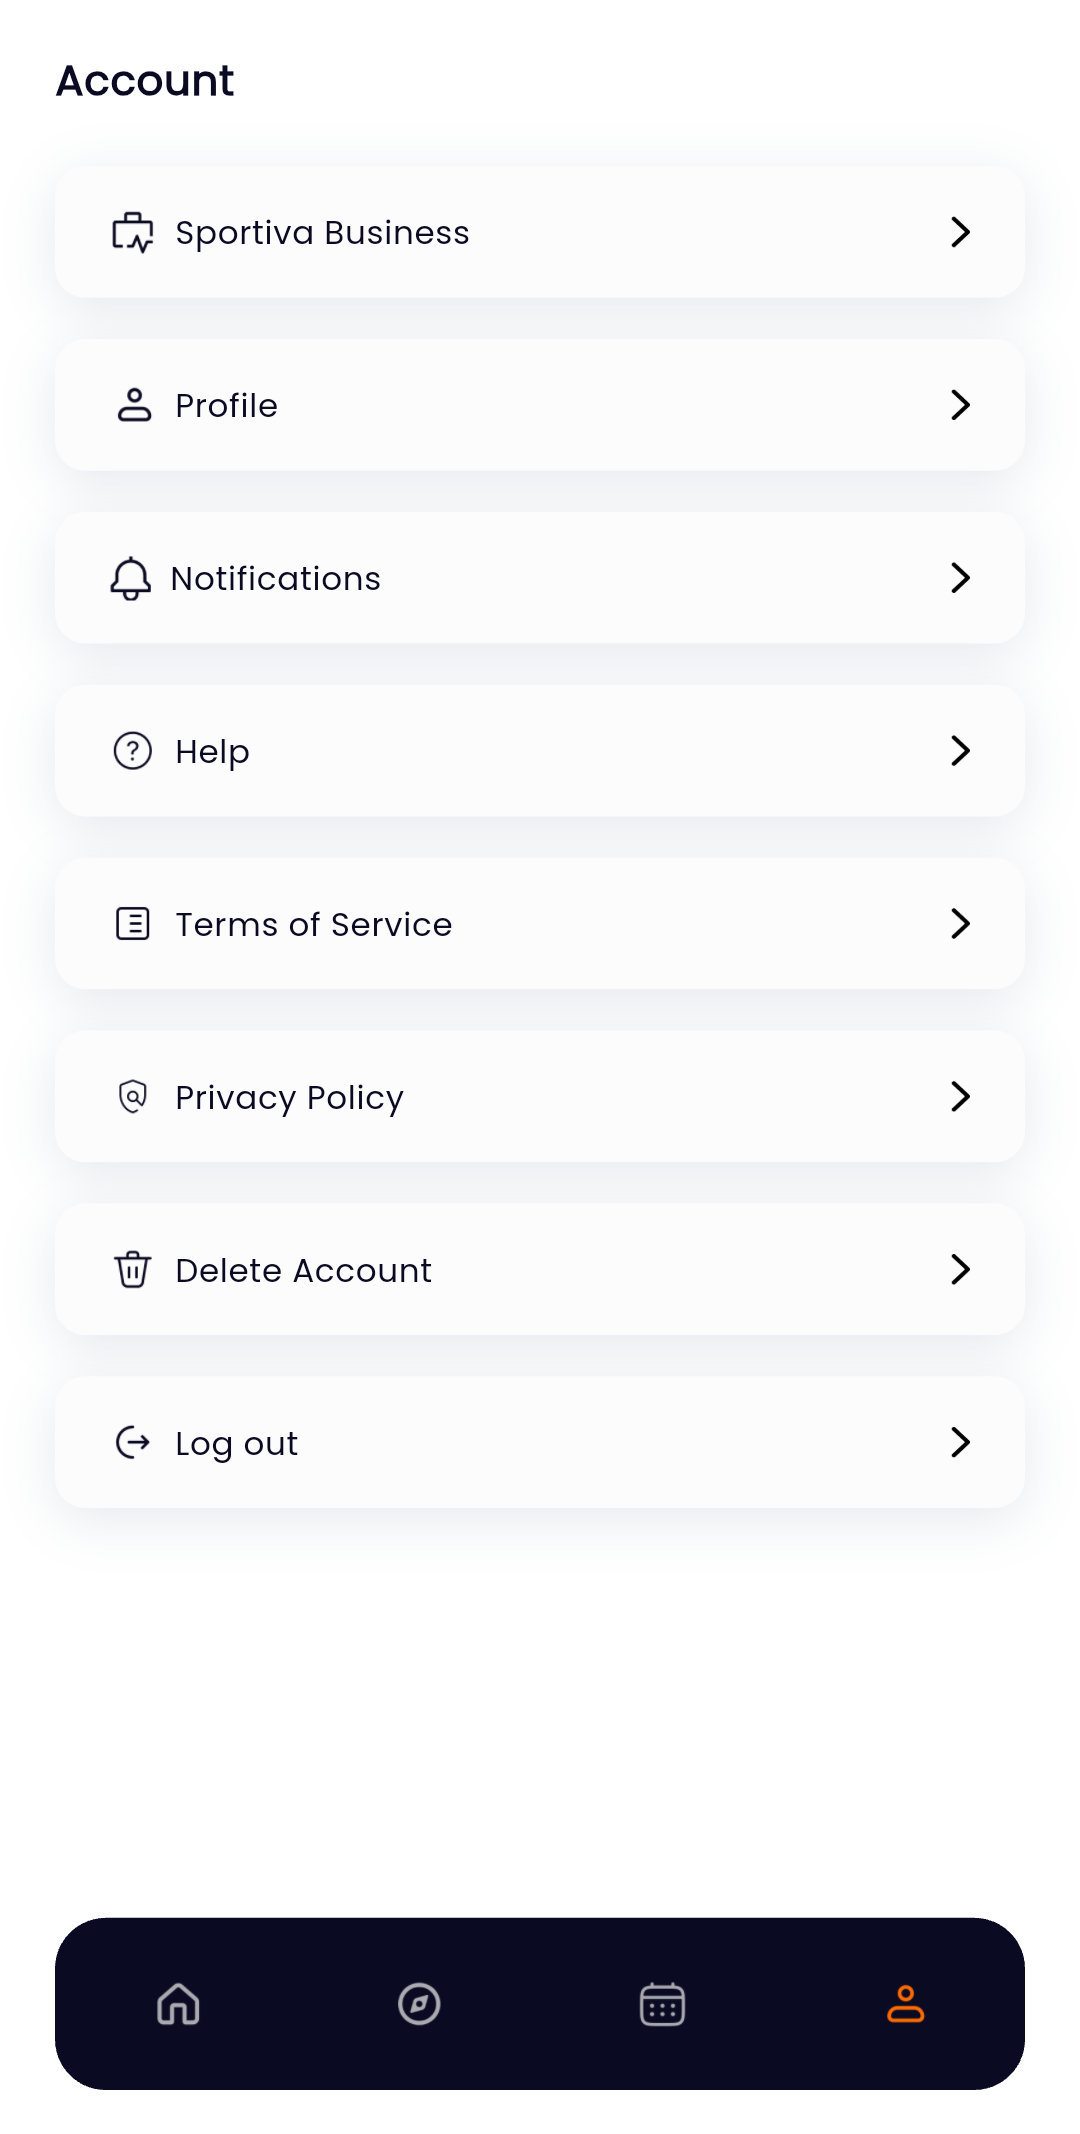 Account
Sportiva Business
Profile
Notifications
Help
Terms of Service
Privacy Policy
Delete Account
Log out